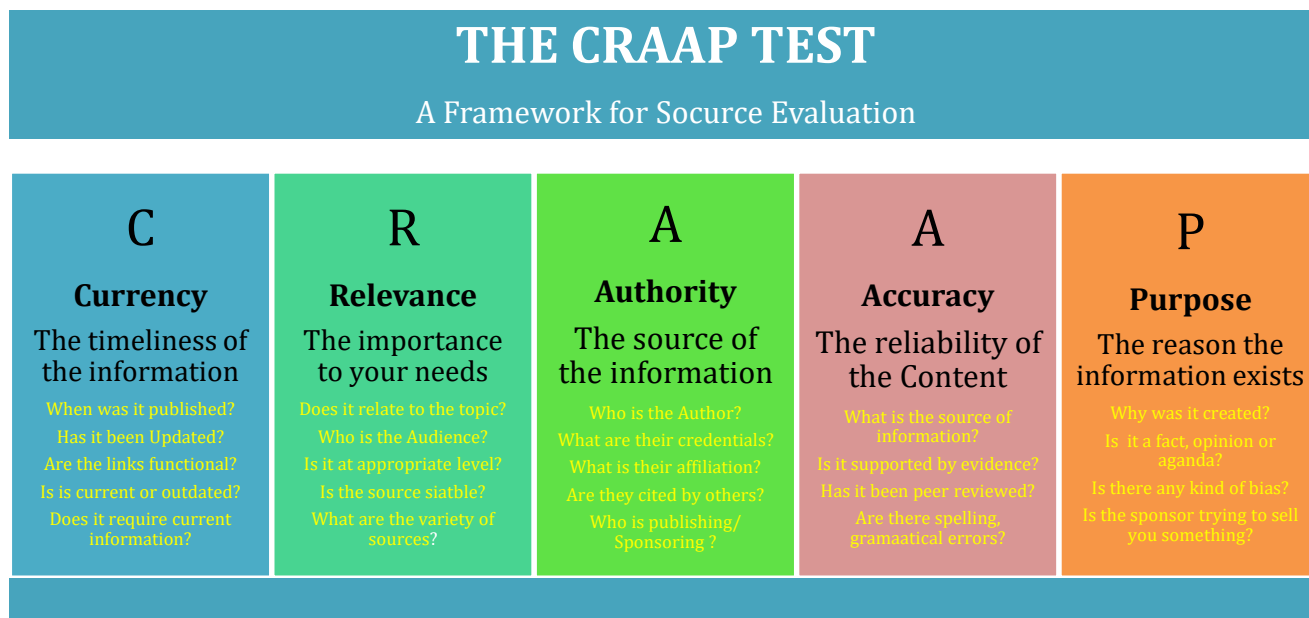 THE CRAAP TEST
A Framework for Socurce Evaluation
C
Currency
The timeliness of
the information
When was it published?
Has it been Updated?
Are the links functional?
Is is current or outdated?
Does it require current
information?
R
Relevance
The importance
to your needs
Does it relate to the topic?
Who is the Audience?
Is it at appropriate level?
Is the source siatble?
What are the variety of
sources?
A
Authority
The source of
the information
Who is the Author?
What are their credentials?
What is their affiliation?
Are they cited by others?
Who is publishing/
Sponsoring ?
A
Accuracy
The reliability of
the Content
What is the source of
information?
Is it supported by evidence?
Has it been peer reviewed?
Are there spelling,
gramaatical errors?
P
Purpose
The reason the
information exists
Why was it created?
Is  it a fact, opinion or
aganda?
Is there any kind of bias?
Is the sponsor trying to sell
you something?